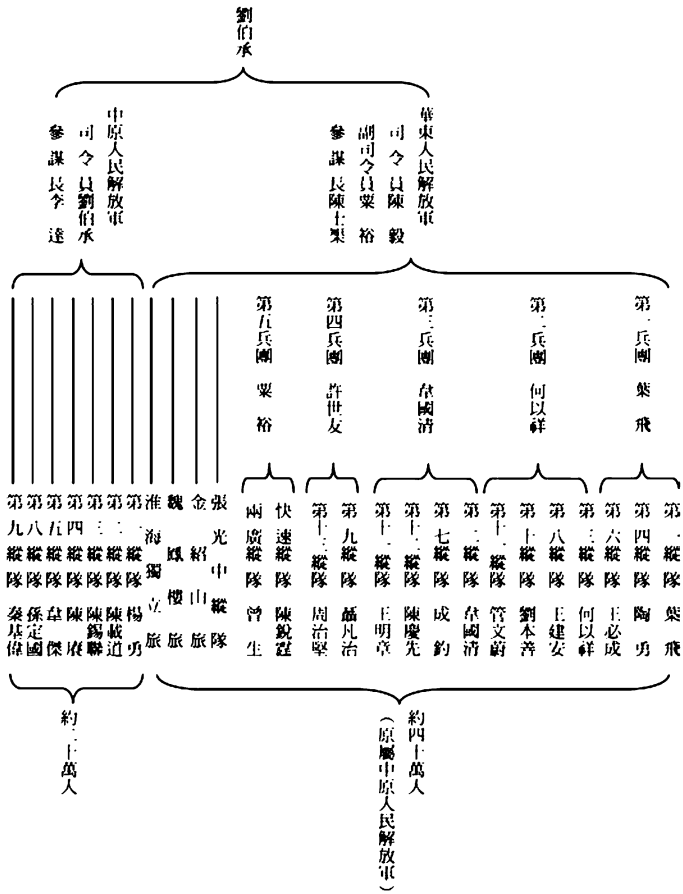 劉伯承
華東人民解放軍
司令員陳毅
副司令員粟裕
參謀長陳士榘
中原人民解放軍
司令員劉伯承
參謀長李達
第一兵團 葉飛
第二兵團 何以祥
第三兵團 韋國清
第四兵團 許世友
第五兵團 粟裕
第一縱隊 葉飛
第四縱隊 陶勇
第六縱隊 王必成
第三縱隊 何以祥
第八縱隊 王建安
第十縱隊 劉本善
第十一縱隊 管文蔚
第二縱隊 韋國清
第七縱隊 成鈞
第十二縱隊 陳慶先
縱隊 王明章
第九縱隊 聶凡治
第十三縱隊 周治堅
快速縱隊 陳銳霆
兩廣縱隊 曾生
張光中縱隊
金紹山旅
魏鳳樓旅
淮海獨立旅
第一縱隊 楊勇
第二縱隊 陳載道
第三縱隊 陳錫聯
第四縱隊 陳賡
第五縱隊 韋傑
第八縱隊 孫定國
第九縱隊 秦基偉
約四十萬人
（原屬中原人民解放軍）
約二十萬人